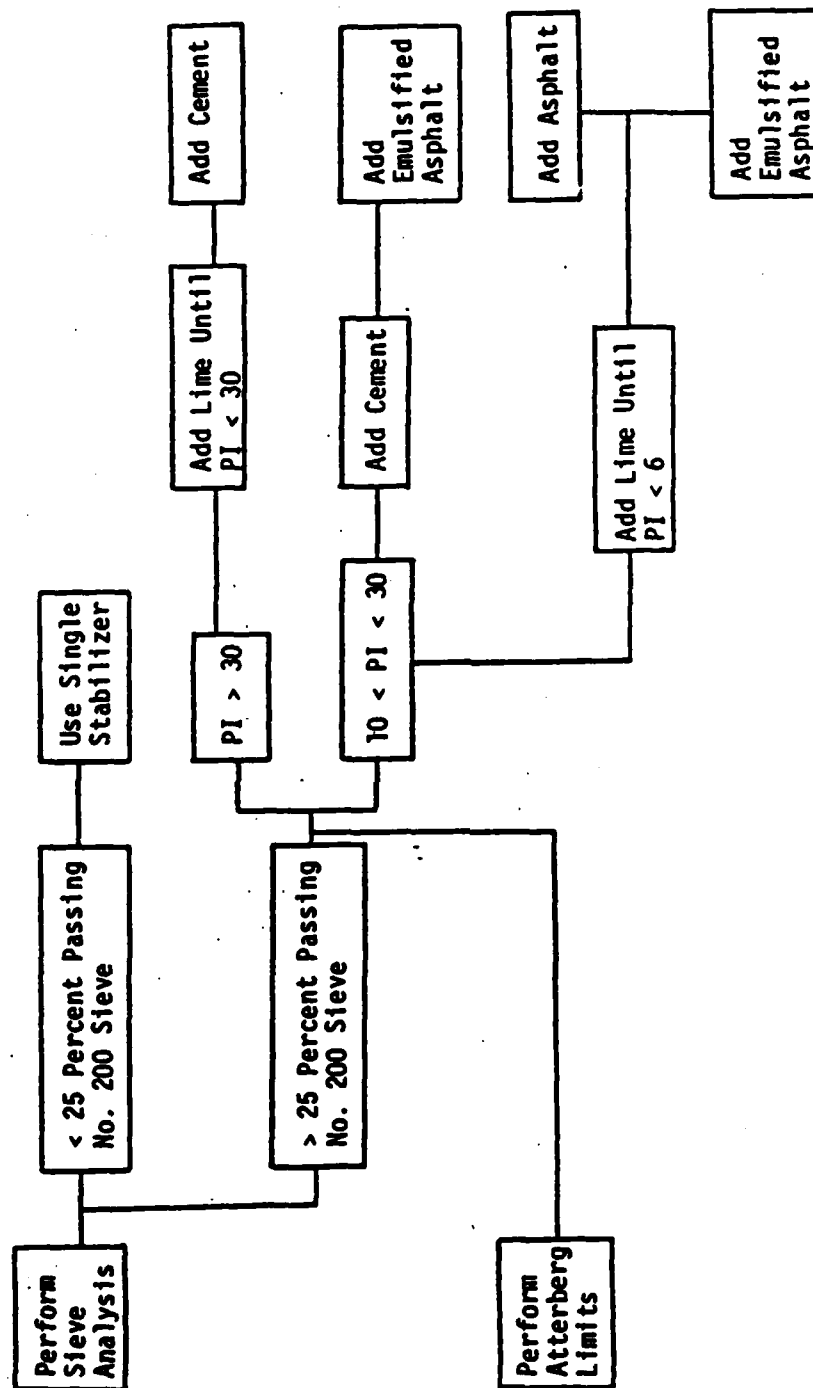 Perform
Sieve
Analysis
< 25 Percent Passing
No. 200 Sieve
Use Single
Stabilizer
> 25 Percent Passing
No. 200 Sieve
PI > 30
Add Lime Until
PI < 30
Add Cement
10 < PI < 30
Add Cement
Add
Emulsified
Asphalt
Perform
Atterberg
Limits
Add Lime Until
PI < 6
Add Asphalt
Add
Emulsified
Asphalt